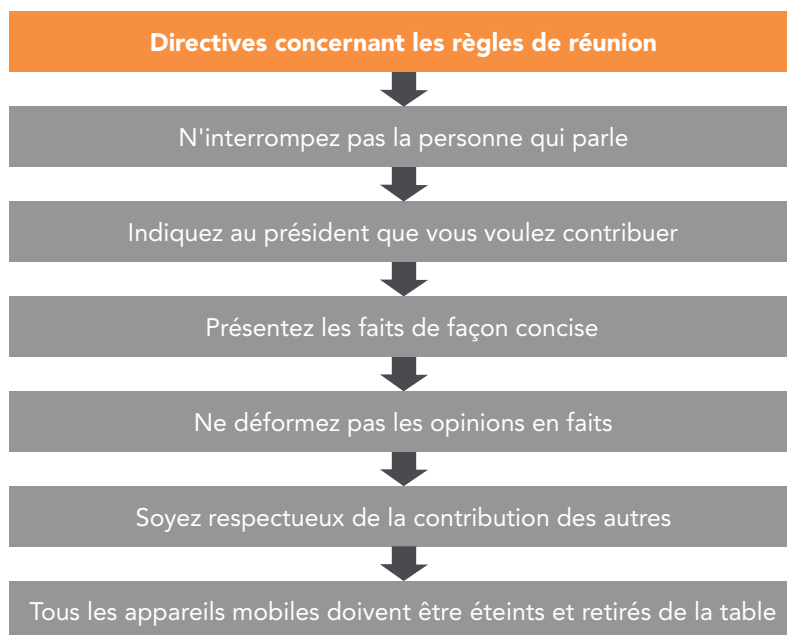 Directives concernant les règles de réunion
N'interrompez pas la personne qui parle
Indiquez au président que vous voulez contribuer
Présentez les faits de façon concise
Ne déformez pas les opinions en faits
Soyez respectueux de la contribution des autres
Tous les appareils mobiles doivent être éteints et retirés de la table